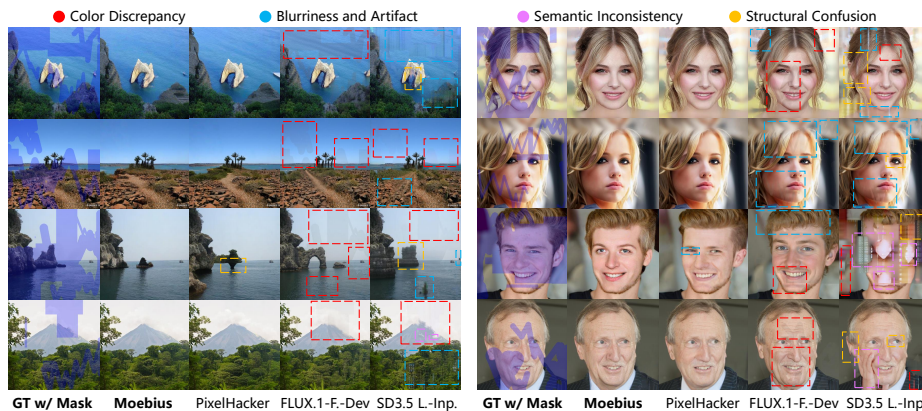 Color Discrepancy
Blurriness and Artifact
Semantic Inconsistency
Structural Confusion
GT w/ Mask
Moebius
PixelHacker
FLUX.1-F.-Dev
SD3.5 L.-Inp.
GT w/ Mask
Moebius
PixelHacker
FLUX.1-F.-Dev
SD3.5 L.-Inp.